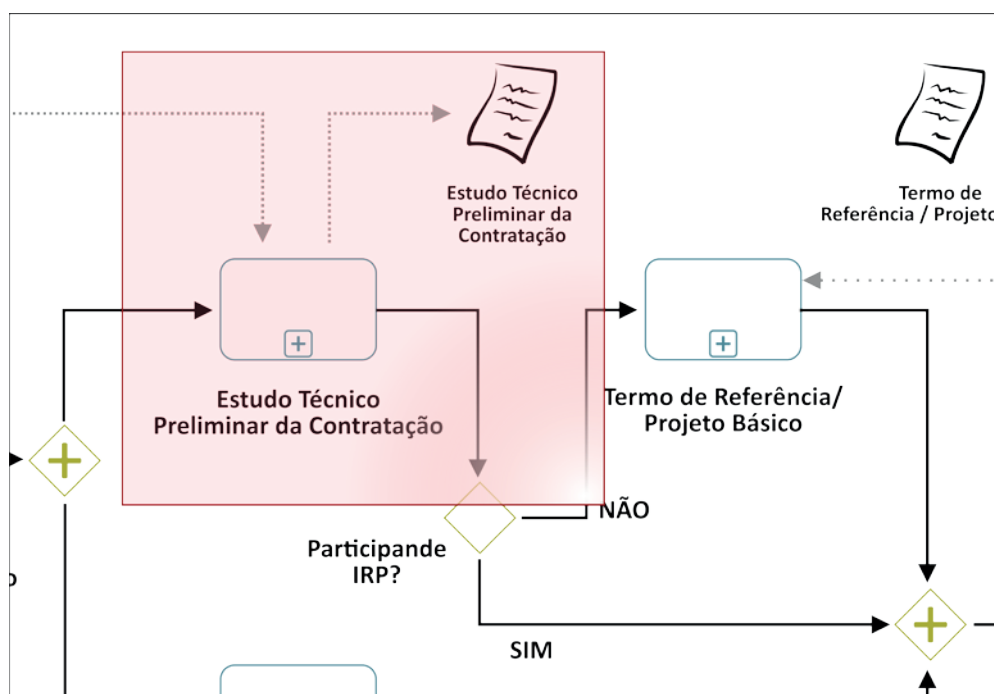 Estudo Técnico
Preliminar da
Contratação
Termo de
Referência / Projeto
Estudo Técnico
Preliminar da Contratação
Termo de Referência/
Projeto Básico
NÃO
Participande
IRP?
SIM